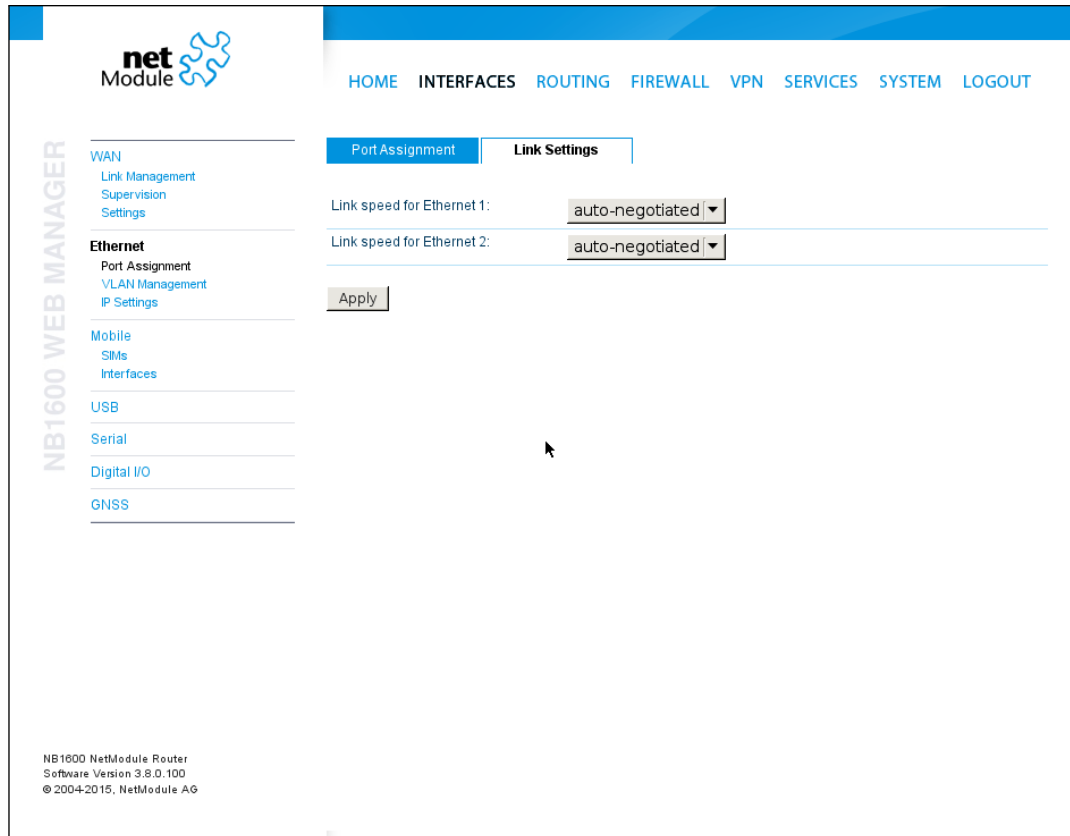 net
Module
HOME INTERFACES ROUTING FIREWALL VPN SERVICES SYSTEM LOGOUT
NB1600 WEB MANAGER
WAN
Link Management
Supervision
Settings
Ethernet
Port Assignment
VLAN Management
IP Settings
Mobile
SIMs
Interfaces
USB
Serial
Digital I/O
GNSS
Port Assignment Link Settings
Link speed for Ethernet 1: auto-negotiated
Link speed for Ethernet 2: auto-negotiated
Apply
NB1600 NetModule Router
Software Version 3.8.0.100
© 2004-2015, NetModule AG